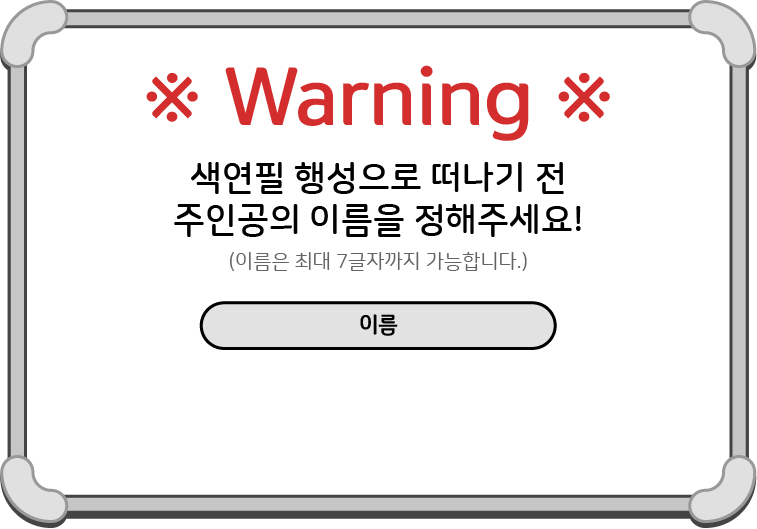 ※ Warning ※
색연필 행성으로 떠나기 전
주인공의 이름을 정해주세요!
(이름은 최대 7글자까지 가능합니다.)
이름